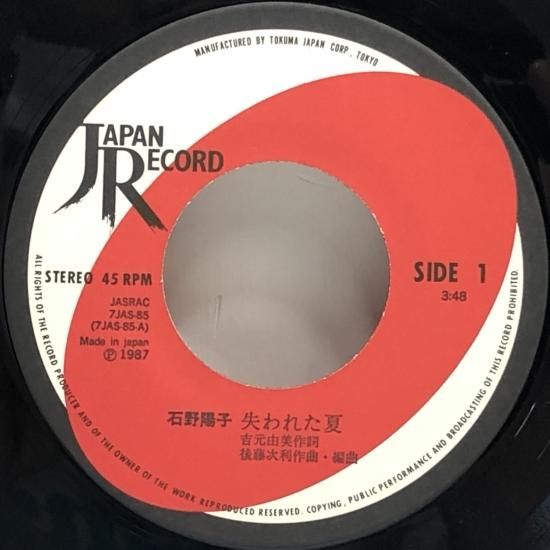 MANUFACTURED BY TOKUMA JAPAN CORP., TOKYO
JAPAN
RECORD
STEREO 45 RPM
SIDE 1
3:48
JASRAC
7JAS-85
(7JAS-85-A)
Made in japan
Ⓟ1987
石野陽子 失われた夏
吉元由美作詞
後藤次利作曲・編曲
ALL RIGHTS OF THE RECORD PRODUCER AND OF THE OWNER OF THE WORK REPRODUCED RESERVED. COPYING, PUBLIC PERFORMANCE AND BROADCASTING OF THIS RECORD PROHIBITED